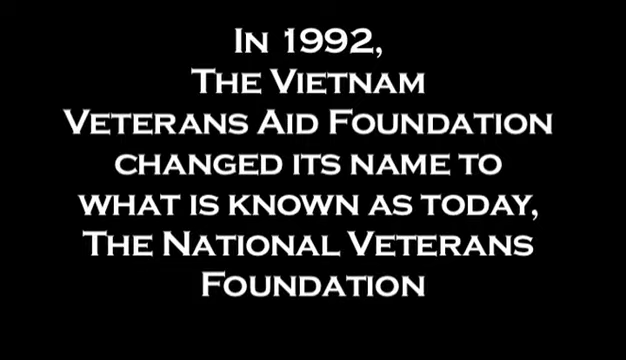 In 1992,
The Vietnam
Veterans Aid Foundation
changed its name to
what is known as today,
The National Veterans
Foundation